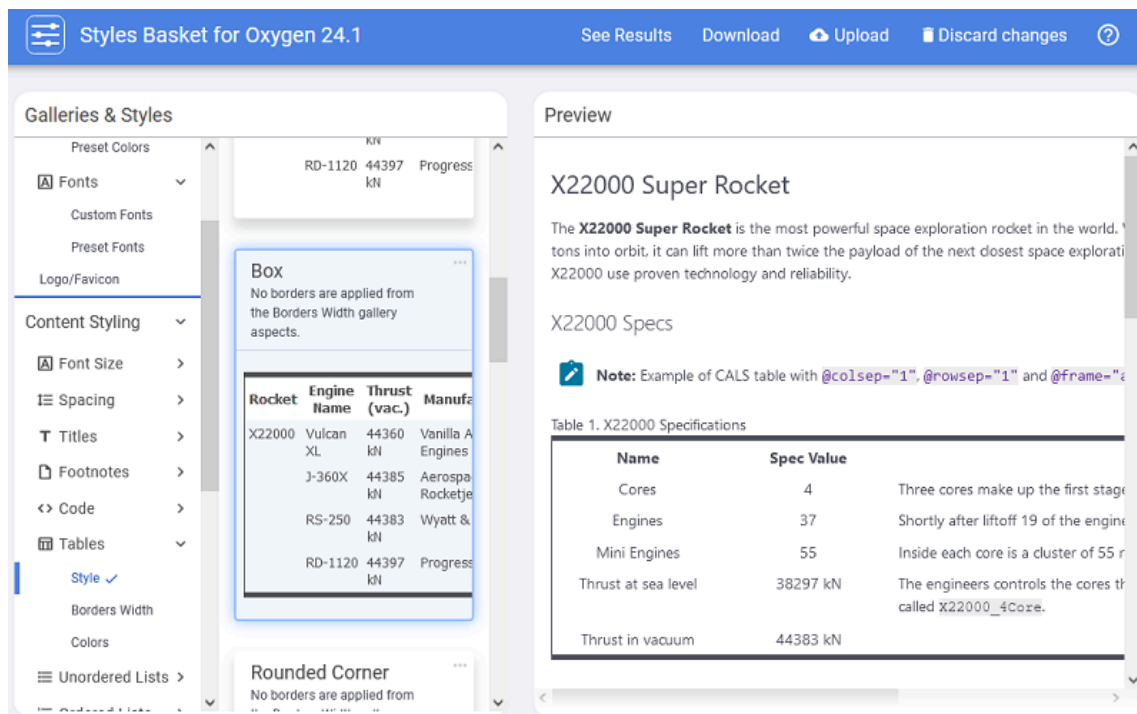 Styles Basket for Oxygen 24.1
See Results
Download
Upload
Discard changes
Galleries & Styles
Preset Colors
Fonts
Custom Fonts
Preset Fonts
Logo/Favicon
Content Styling
Font Size
Spacing
Titles
Footnotes
Code
Tables
Style
Borders Width
Colors
Unordered Lists
kN
RD-1120 44397 Progress
kN
Box
No borders are applied from
the Borders Width gallery
aspects.
Rocket Engine Name Thrust (vac.)
X22000 Vulcan 44360 Vanilla A
XL kN Engines
J-360X 44385
kN
RS-250 44383 Wyatt &
kN
RD-1120 44397 Progress
kN
Rounded Corner
No borders are applied from
Preview
X22000 Super Rocket
The X22000 Super Rocket is the most powerful space exploration rocket in the world.
tons into orbit, it can lift more than twice the payload of the next closest space
X22000 use proven technology and reliability.
X22000 Specs
Note: Example of CALS table with @colsep="1", @rowsep="1" and
Table 1. X22000 Specifications
Name Spec Value
Cores 4 Three cores make up the first stage
Engines 37 Shortly after liftoff 19 of the engine
Mini Engines 55 Inside each core is a cluster of 55
Thrust at sea level 38297 kN The engineers controls the cores
called X22000_4Core.
Thrust in vacuum 44383 kN